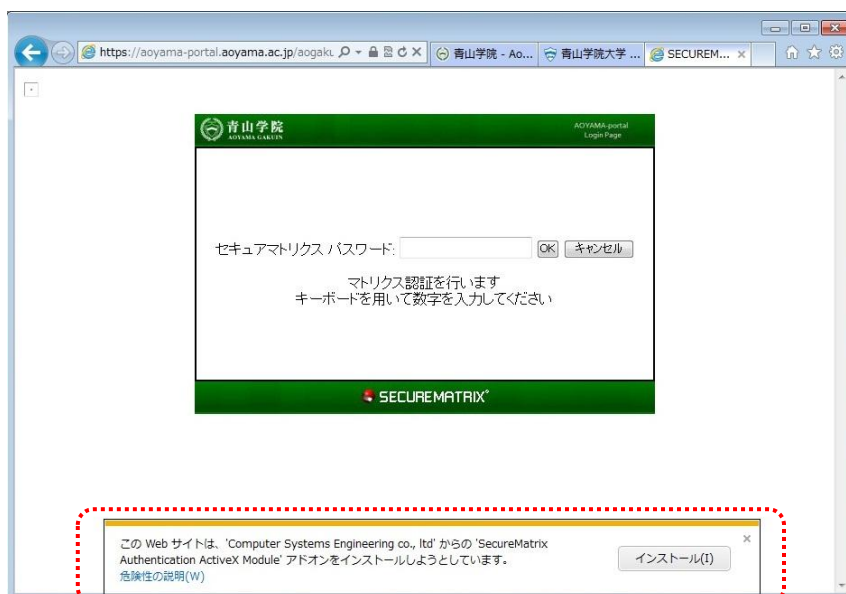 https://aoyama-portal.aoyama.ac.jp/aogakı
青山学院 - Ao...
青山学院大学 ...
SECUREM...
青山学院
AOYAMA GAKUIN
AOYAMA-portal
Login Page
セキュアマトリクス パスワード:
OK
キャンセル
マトリクス認証を行います
キーボードを用いて数字を入力してください
SECUREMATRIX®
この Web サイトは、'Computer Systems Engineering co., ltd' からの 'SecureMatrix
Authentication ActiveX Module' アドオンをインストールしようとしています。
危険性の説明(W)
インストール(I)